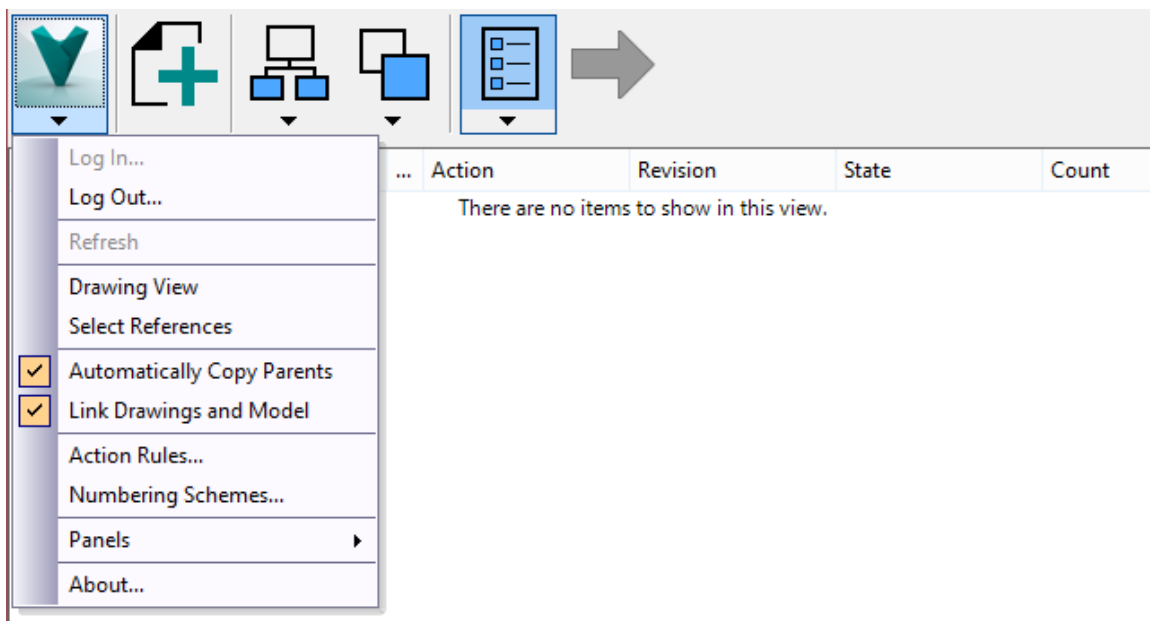 Log In...
... Action Revision State Count
Log Out...
There are no items to show in this view.
Refresh
Drawing View
Select References
Automatically Copy Parents
Link Drawings and Model
Action Rules...
Numbering Schemes...
Panels
About...